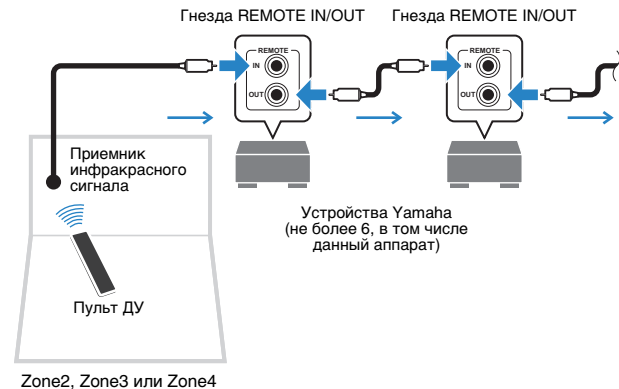 Гнезда REMOTE IN/OUT
Гнезда REMOTE IN/OUT
REMOTE
IN
OUT
REMOTE
IN
OUT
Приемник
инфракрасного
сигнала
Устройства Yamaha
(не более 6, в том числе
данный аппарат)
Пульт ДУ
Zone2, Zone3 или Zone4